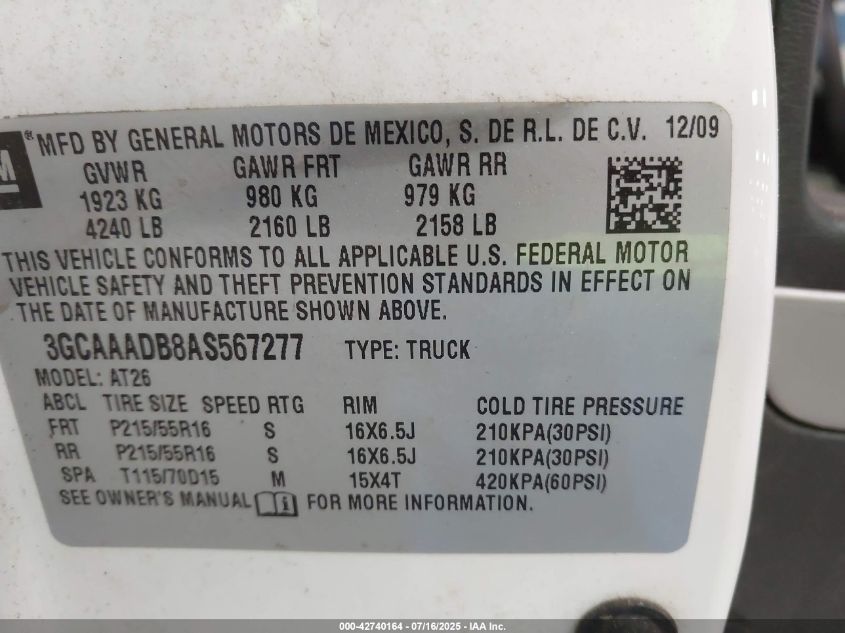 M
® MFD BY GENERAL MOTORS DE MEXICO, S. DE R.L. DE C.V. 12/09
GVWR GAWR FRT GAWR RR
1923 KG 980 KG 979 KG
4240 LB 2160 LB 2158 LB
THIS VEHICLE CONFORMS TO ALL APPLICABLE U.S. FEDERAL MOTOR
VEHICLE SAFETY AND THEFT PREVENTION STANDARDS IN EFFECT ON
THE DATE OF MANUFACTURE SHOWN ABOVE.
3GCAAADB8AS567277 TYPE: TRUCK
MODEL: AT26
ABCL TIRE SIZE SPEED RTG RIM COLD TIRE PRESSURE
FRT P215/55R16 S 16X6.5J 210KPA(30PSI)
RR P215/55R16 S 16X6.5J 210KPA(30PSI)
SPA T115/70D15 M 15X4T 420KPA(60PSI)
SEE OWNER'S MANUAL i FOR MORE INFORMATION.
000-42740164 - 07/16/2025 - IAA Inc.